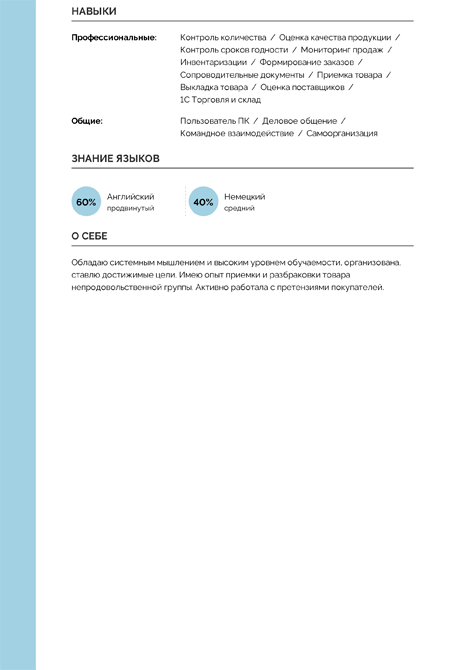 НАВЫКИ
Профессиональные: Контроль количества / Оценка качества продукции /
Контроль сроков годности / Мониторинг продаж /
Инвентаризации / Формирование заказов /
Сопроводительные документы / Приемка товара /
Выкладка товара / Оценка поставщиков /
1С Торговля и склад
Общие: Пользователь ПК / Деловое общение /
Командное взаимодействие / Самоорганизация
ЗНАНИЕ ЯЗЫКОВ
60% Английский продвинутый
40% Немецкий средний
О СЕБЕ
Обладаю системным мышлением и высоким уровнем обучаемости, организована,
ставлю достижимые цели. Имею опыт приемки и разбраковки товара
непродовольственной группы. Активно работала с претензиями покупателей.